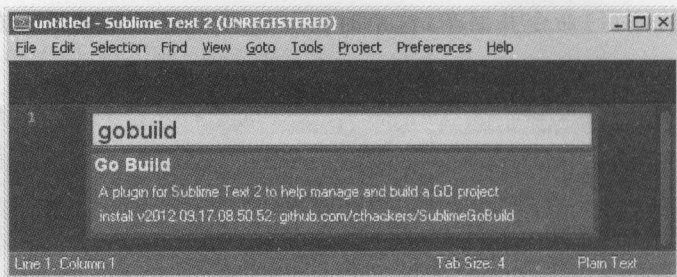 untitled - Sublime Text 2 (UNREGISTERED)
File Edit Selection Find View Goto Tools Project Preferences Help
1
gobuild
Go Build
A plugin for Sublime Text 2 to help manage and build a GO project
install v2012.09.17.08.50.52; github.com/cthackers/SublimeGoBuild
Line 1, Column 1 Tab Size: 4 Plain Text